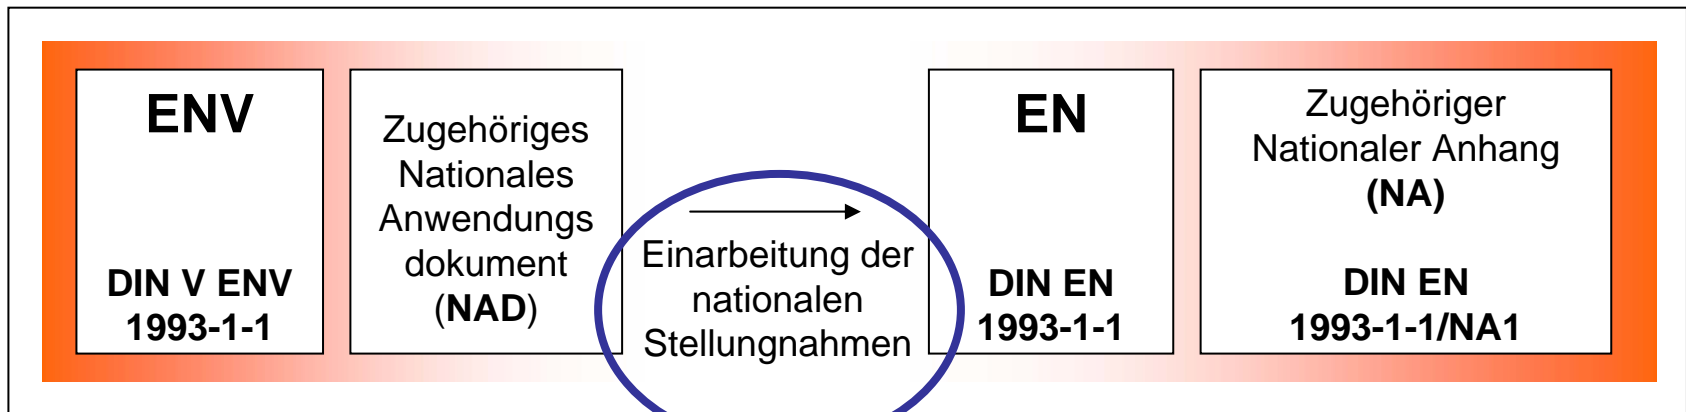 ENV
DIN V ENV
1993-1-1
Zugehöriges
Nationales
Anwendungs
dokument
(NAD)
Einarbeitung der
nationalen
Stellungnahmen
EN
DIN EN
1993-1-1
Zugehöriger
Nationaler Anhang
(NA)
DIN EN
1993-1-1/NA1